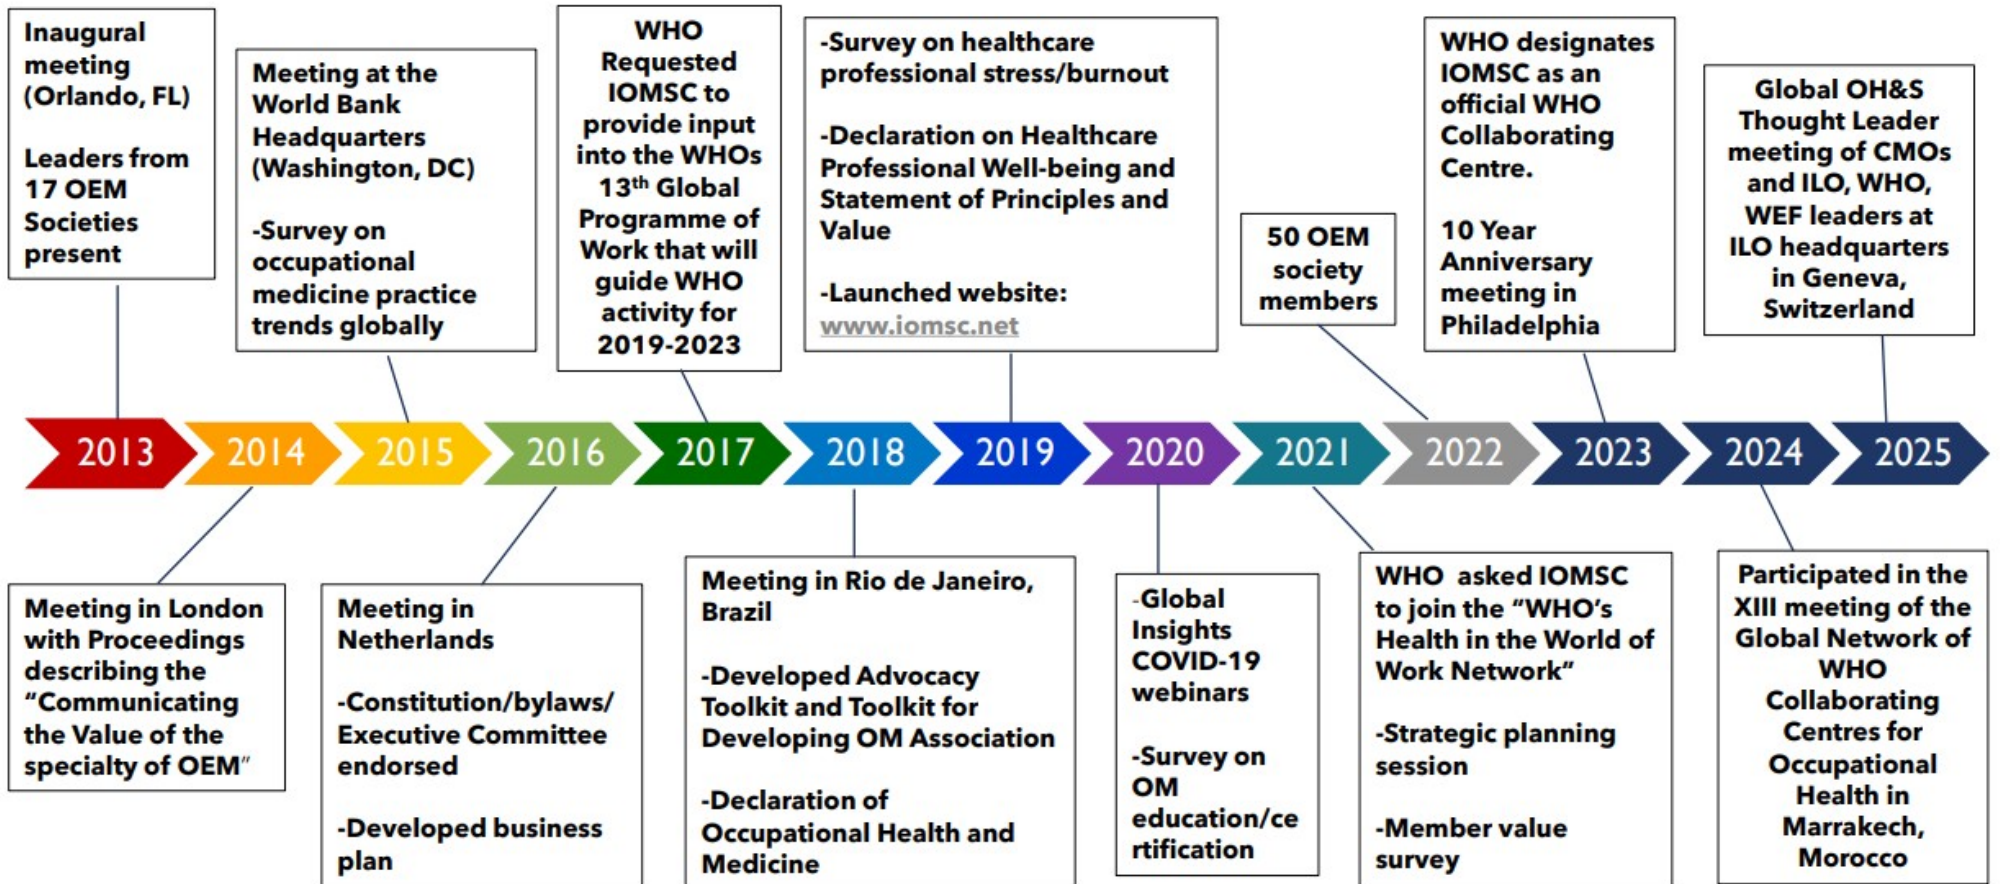 Inaugural
meeting
(Orlando, FL)
Leaders from
17 OEM
Societies
present
Meeting at the
World Bank
Headquarters
(Washington, DC)
-Survey on
occupational
medicine practice
trends globally
WHO
Requested
IOMSC to
provide input
into the WHOs
13th Global
Programme of
Work that will
guide WHO
activity for
2019-2023
-Survey on healthcare
professional stress/burnout
-Declaration on Healthcare
Professional Well-being and
Statement of Principles and
Value
-Launched website:
www.iomsc.net
50 OEM
society
members
WHO designates
IOMSC as an
official WHO
Collaborating
Centre.
10 Year
Anniversary
meeting in
Philadelphia
Global OH&S
Thought Leader
meeting of CMOs
and ILO, WHO,
WEF leaders at
ILO headquarters
in Geneva,
Switzerland
2013 2014 2015 2016 2017 2018 2019 2020 2021 2022 2023 2024 2025
Meeting in London
with Proceedings
describing the
“Communicating
the Value of the
specialty of OEM”
Meeting in
Netherlands
-Constitution/bylaws/
Executive Committee
endorsed
-Developed business
plan
Meeting in Rio de Janeiro,
Brazil
-Developed Advocacy
Toolkit and Toolkit for
Developing OM Association
-Declaration of
Occupational Health and
Medicine
-Global
Insights
COVID-19
webinars
-Survey on
OM
education/ce
rtification
WHO  asked IOMSC
to join the “WHO’s
Health in the World of
Work Network“
-Strategic planning
session
-Member value
survey
Participated in the
XIII meeting of the
Global Network of
WHO
Collaborating
Centres for
Occupational
Health in
Marrakech,
Morocco